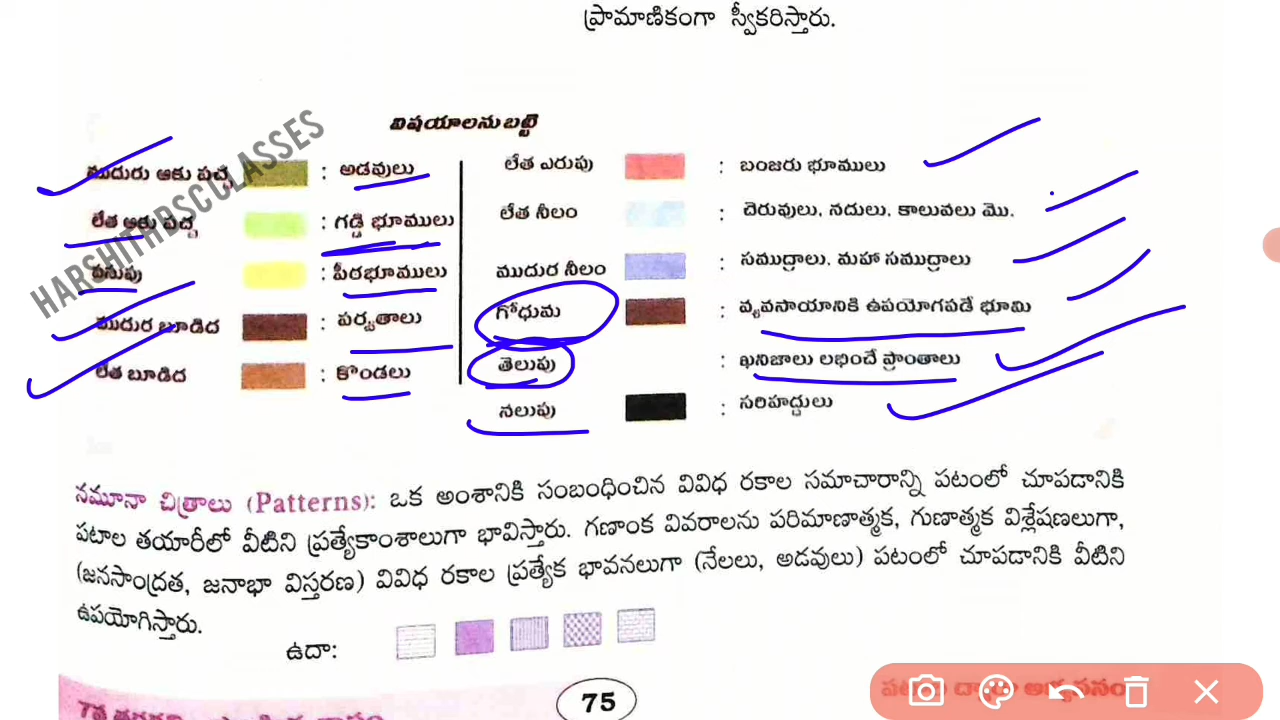 ప్రామాణికంగా స్వీకరిస్తారు.
విషయాలను బట్టి
ముదురు ఆకు పచ్చ : అడవులు
లేత ఆకు పచ్చ : గడ్డి భూములు
పసుపు : పీఠభూములు
ముదుర బూడిద : పర్వతాలు
లేత బూడిద : కొండలు
లేత ఎరుపు : బంజరు భూములు
లేత నీలం : చెరువులు, నదులు, కాలువలు మొ.
ముదుర నీలం : సముద్రాలు, మహా సముద్రాలు
గోధుమ : వ్యవసాయానికి ఉపయోగపడే భూమి
తెలుపు : ఖనిజాలు లభించే ప్రాంతాలు
నలుపు : సరిహద్దులు
HARSHITHBSCCLASSES
నమూనా చిత్రాలు (Patterns): ఒక అంశానికి సంబంధించిన వివిధ రకాల సమాచారాన్ని పటంలో చూపడానికి
పటాల తయారీలో వీటిని ప్రత్యేకాంశాలుగా భావిస్తారు. గణాంక వివరాలను పరిమాణాత్మక, గుణాత్మక విశ్లేషణలుగా,
(జనసాంద్రత, జనాభా విస్తరణ) వివిధ రకాల ప్రత్యేక భావనలుగా (నేలలు, అడవులు) పటంలో చూపడానికి వీటిని
ఉపయోగిస్తారు.
ఉదా:
75